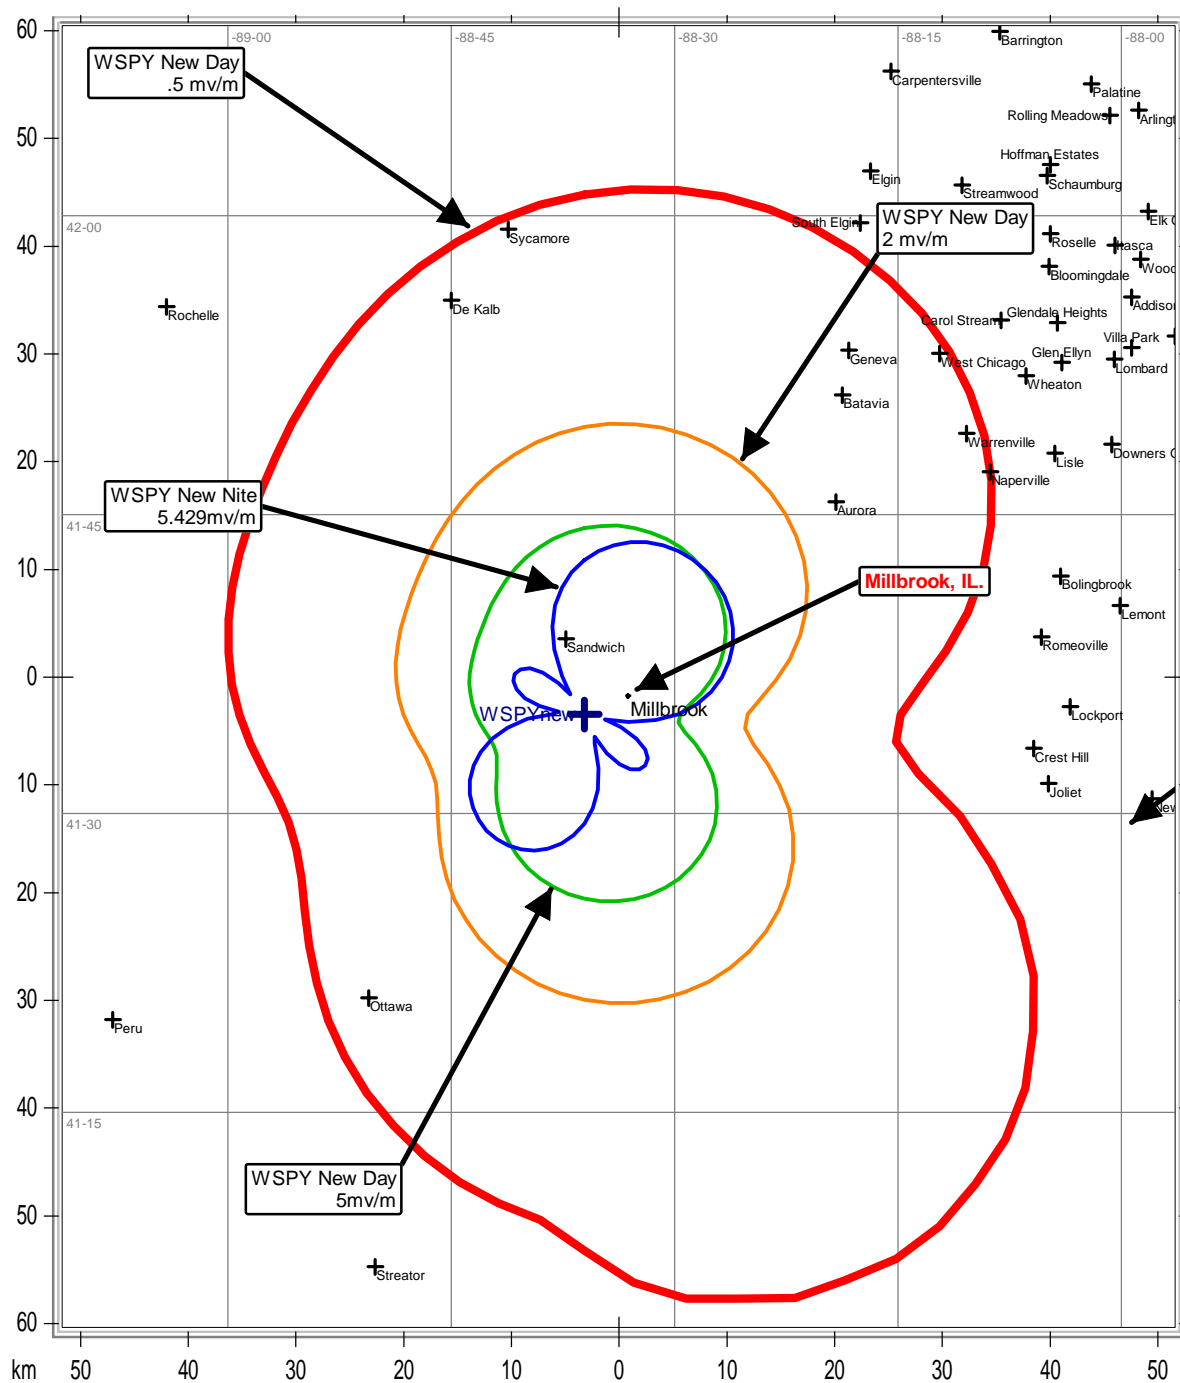 60
-89-00
-88-45
-88-30
-88-15
-88-00
Barrington
WSPY New Day
.5 mv/m
Carpentersville
Palatine
Rolling Meadows
Arlingt
50
Hoffman Estates
Elgin
Schaumburg
Streamwood
WSPY New Day
2 mv/m
South Elgin
Elk
42-00
Sycamore
Roselle
Itasca
40
Bloomingdale
Wood
De Kalb
Rochelle
Addison
Glendale Heights
Carol Stream
Villa Park
30
Geneva
West Chicago
Glen Ellyn
Lombard
Wheaton
Batavia
Warrenville
Downers
20
Lisle
Naperville
WSPY New Nite
5.429mv/m
Aurora
41-45
10
Millbrook, IL.
Bolingbrook
Lemont
Sandwich
Romeoville
0
Millbrook
WSPYnew
Lockport
Crest Hill
10
Joliet
New
41-30
20
30
Ottawa
Peru
40
41-15
WSPY New Day
5mv/m
50
Streator
60
km
50
40
30
20
10
0
10
20
30
40
50